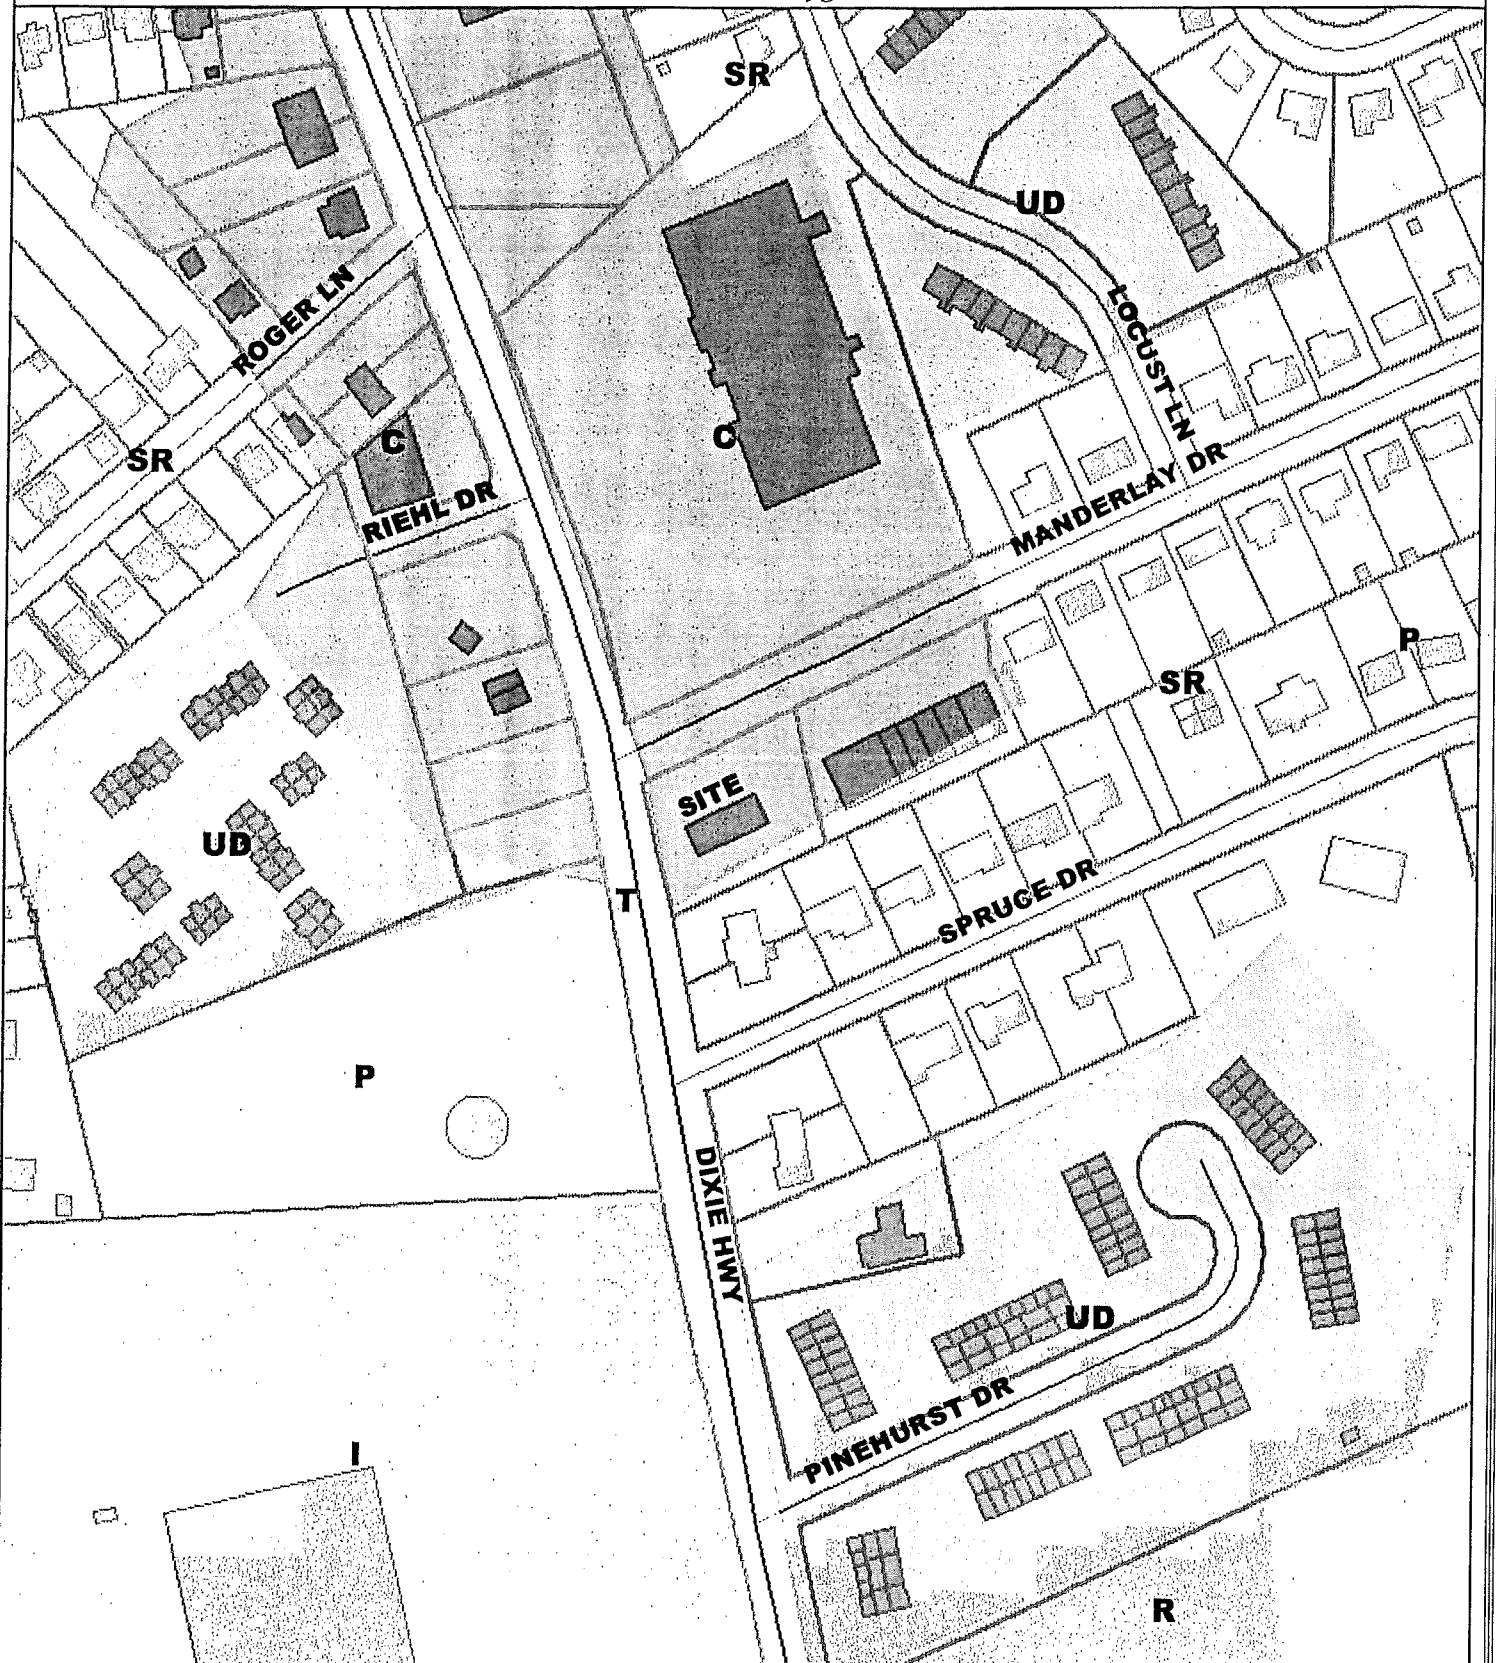 SR
UD
ROGER LN
LOCUST LN
C
C
SR
MANDERLAY DR
RIEHL DR
P
SR
SITE
UD
T
SPRUCE DR
P
DIXIE HWY
UD
PINEHURST DR
I
R